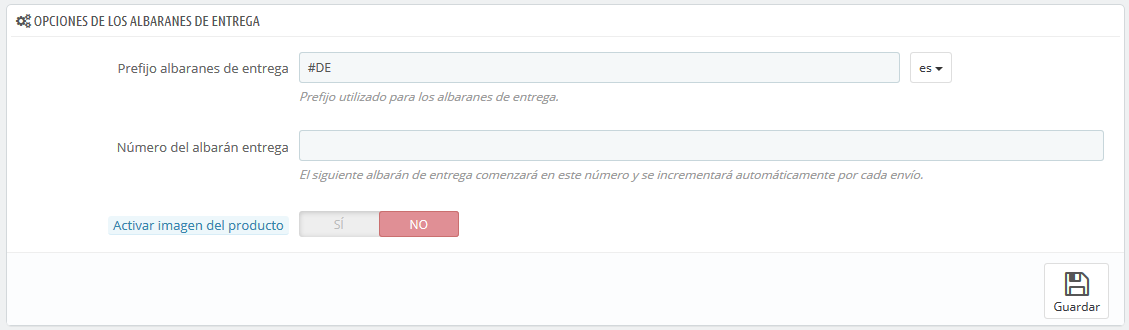 OPCIONES DE LOS ALBARANES DE ENTREGA
Prefijo albaranes de entrega #DE es
Prefijo utilizado para los albaranes de entrega.
Número del albarán entrega
El siguiente albarán de entrega comenzará en este número y se incrementará automáticamente por cada envío.
Activar imagen del producto SÍ NO
Guardar